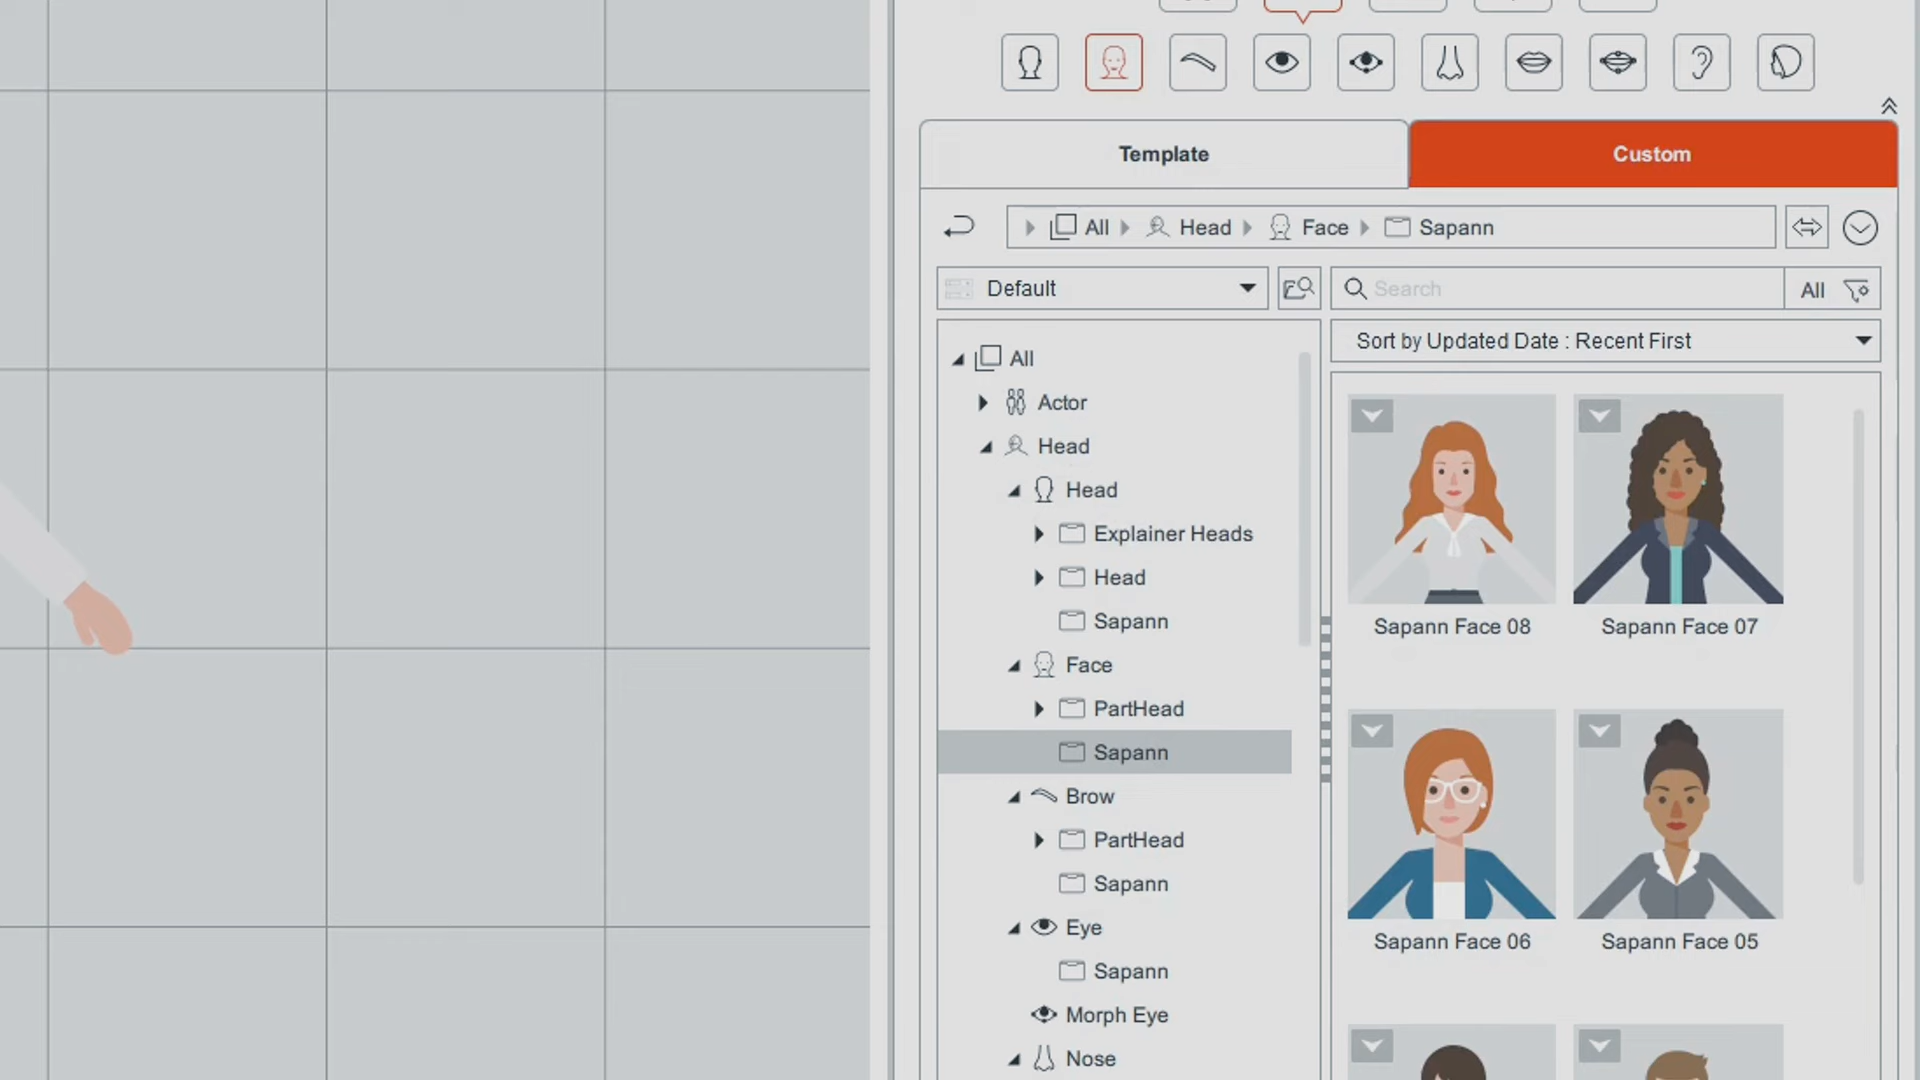 Template
Custom
All Head Face Sapann
Default
Search
All
Sort by Updated Date : Recent First
All
Actor
Head
Head
Explainer Heads
Head
Sapann
Face
PartHead
Sapann
Brow
PartHead
Sapann
Eye
Sapann
Morph Eye
Nose
Sapann Face 08
Sapann Face 07
Sapann Face 06
Sapann Face 05